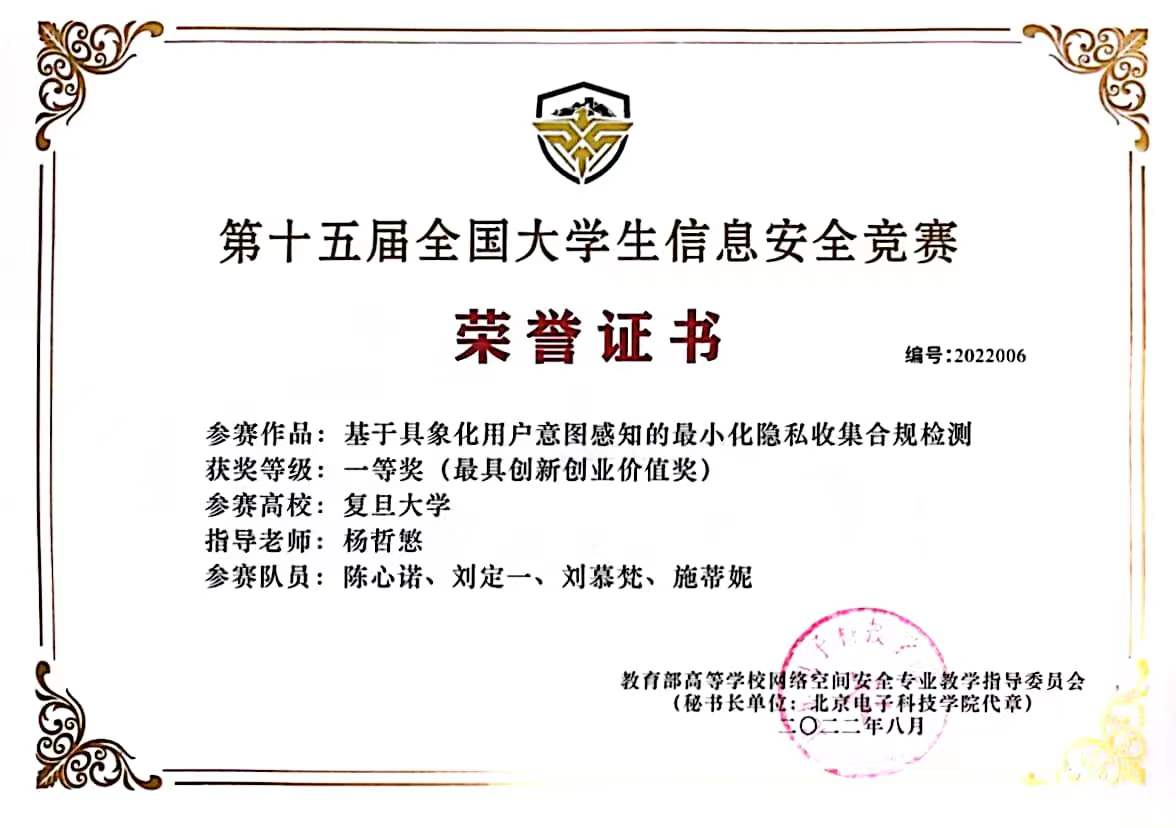 第十五届全国大学生信息安全竞赛
荣誉证书
编号:2022006
参赛作品：基于具象化用户意图感知的最小化隐私收集合规检测
获奖等级：一等奖（最具创新创业价值奖）
参赛高校：复旦大学
指导老师：杨哲慜
参赛队员：陈心诺、刘定一、刘慕梵、施蒂妮
教育部高等学校网络空间安全专业教学指导委员会
（秘书长单位：北京电子科技学院代章）
二〇二二年八月